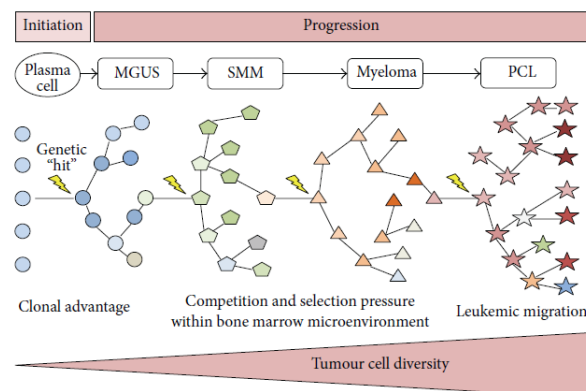 Initiation
Progression
Plasma
cell
MGUS
SMM
Myeloma
PCL
Genetic
“hit”
Clonal advantage
Competition and selection pressure
within bone marrow microenvironment
Leukemic migration
Tumour cell diversity